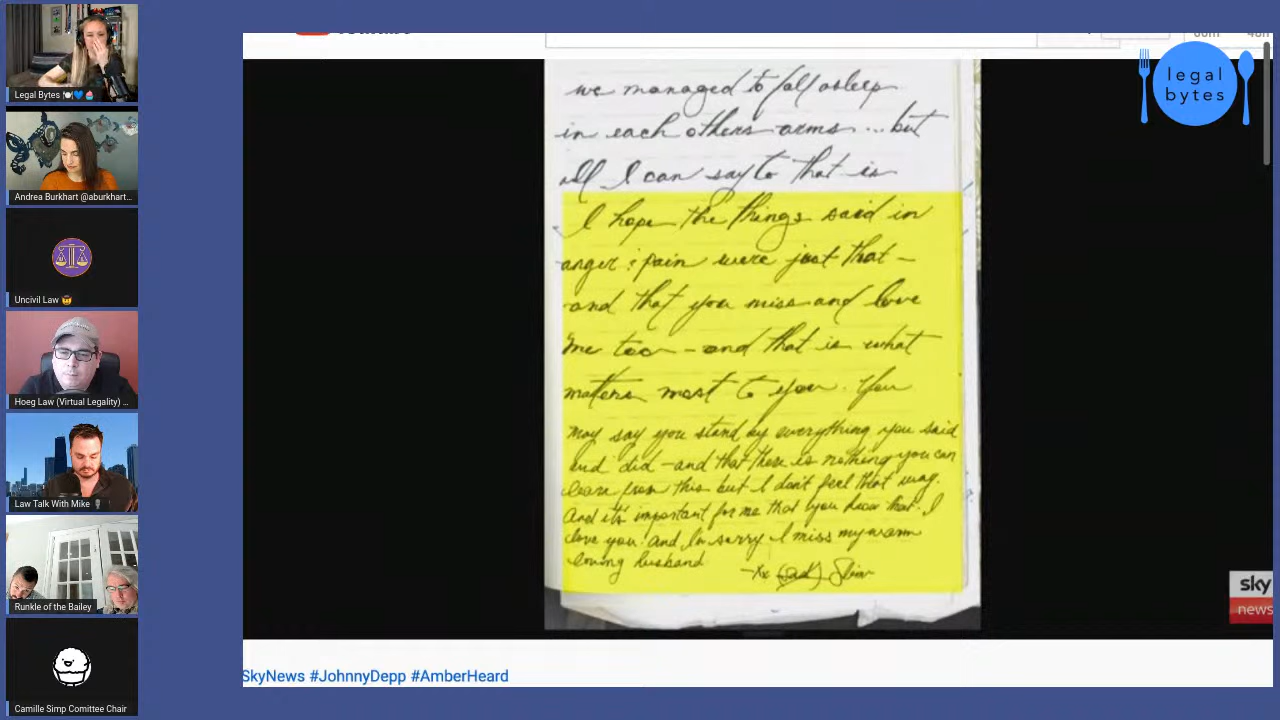 Legal Bytes 🍽💙🧁
Andrea Burkhart @aburkhart...
Uncivil Law 🤠
Hoeg Law (Virtual Legality) ...
Law Talk With Mike 🎙
Runkle of the Bailey
Camille Simp Comittee Chair
legal
bytes
we managed to fall asleep
in each others arms ... but
all I can say to that is
I hope the things said in
anger & pain were just that -
and that you miss and love
me too - and that is what
matters most to you. You
may say you stand by everything you said
and did - and that there is nothing you can
learn from this but I don't feel that way.
And it's important for me that you know that. I
love you. And I'm sorry. I miss my warm
loving husband
-Xx Slim
sky
news
SkyNews #JohnnyDepp #AmberHeard